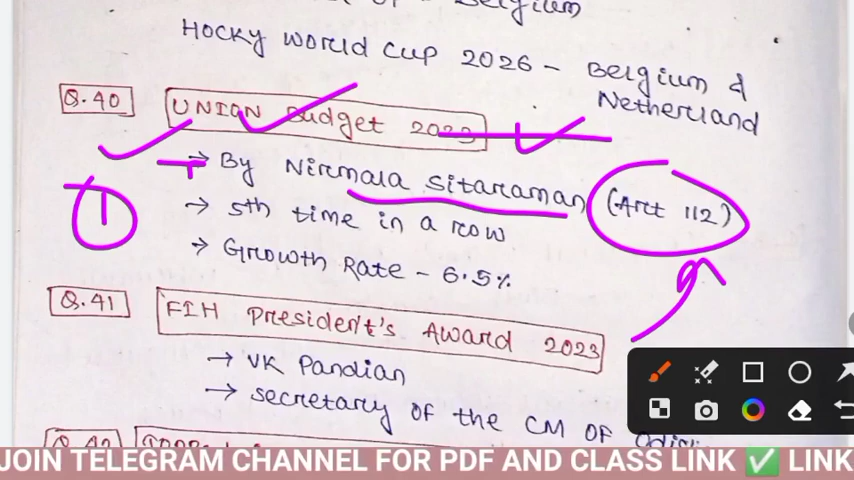 Belgium
Hocky World Cup 2026 - Belgium &
Netherland
Q.40 UNION Budget 2023
→ By Nirmala Sitaraman (Art 112)
→ 5th time in a row
→ Growth Rate - 6.5%
1
Q.41 FIH President's Award 2023
→ VK Pandian
→ secretary of the CM of
JOIN TELEGRAM CHANNEL FOR PDF AND CLASS LINK ✅ LINK